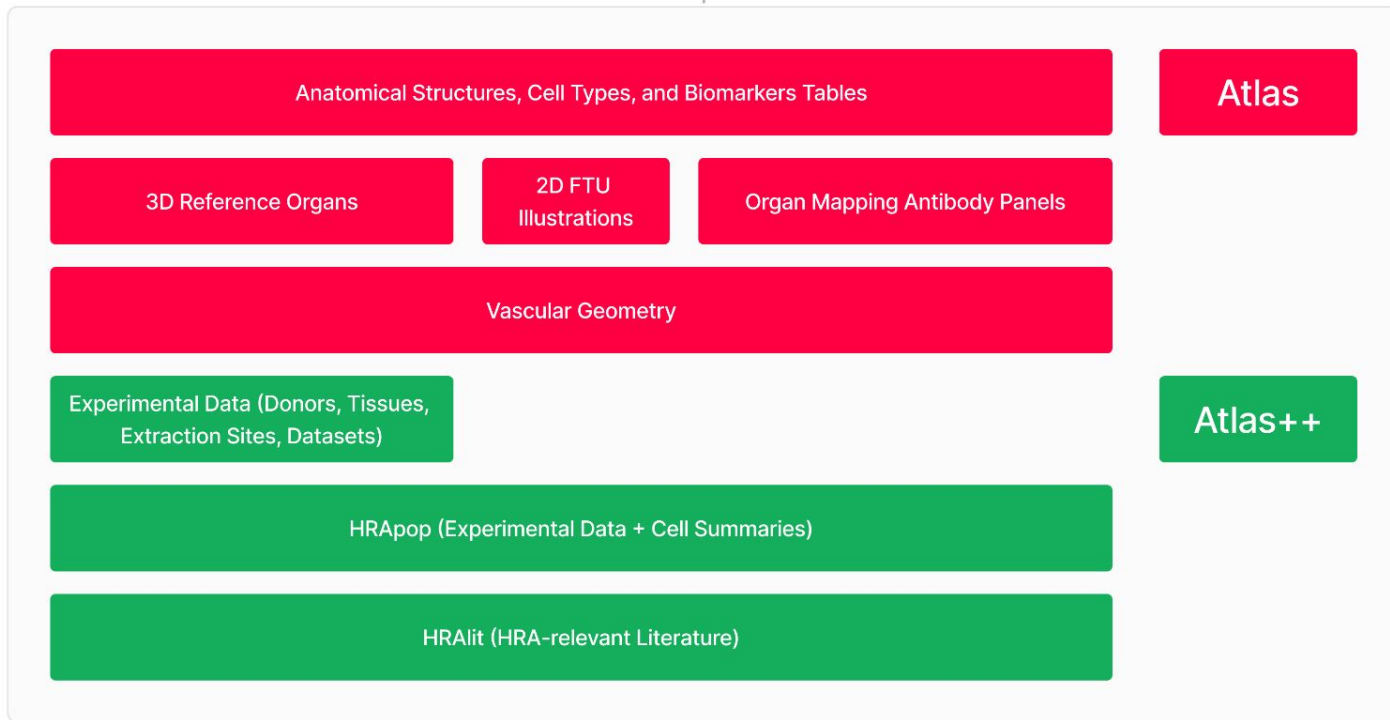 Anatomical Structures, Cell Types, and Biomarkers Tables
Atlas
3D Reference Organs
2D FTU
Illustrations
Organ Mapping Antibody Panels
Vascular Geometry
Experimental Data (Donors, Tissues,
Extraction Sites, Datasets)
Atlas++
HRApop (Experimental Data + Cell Summaries)
HRAlit (HRA-relevant Literature)